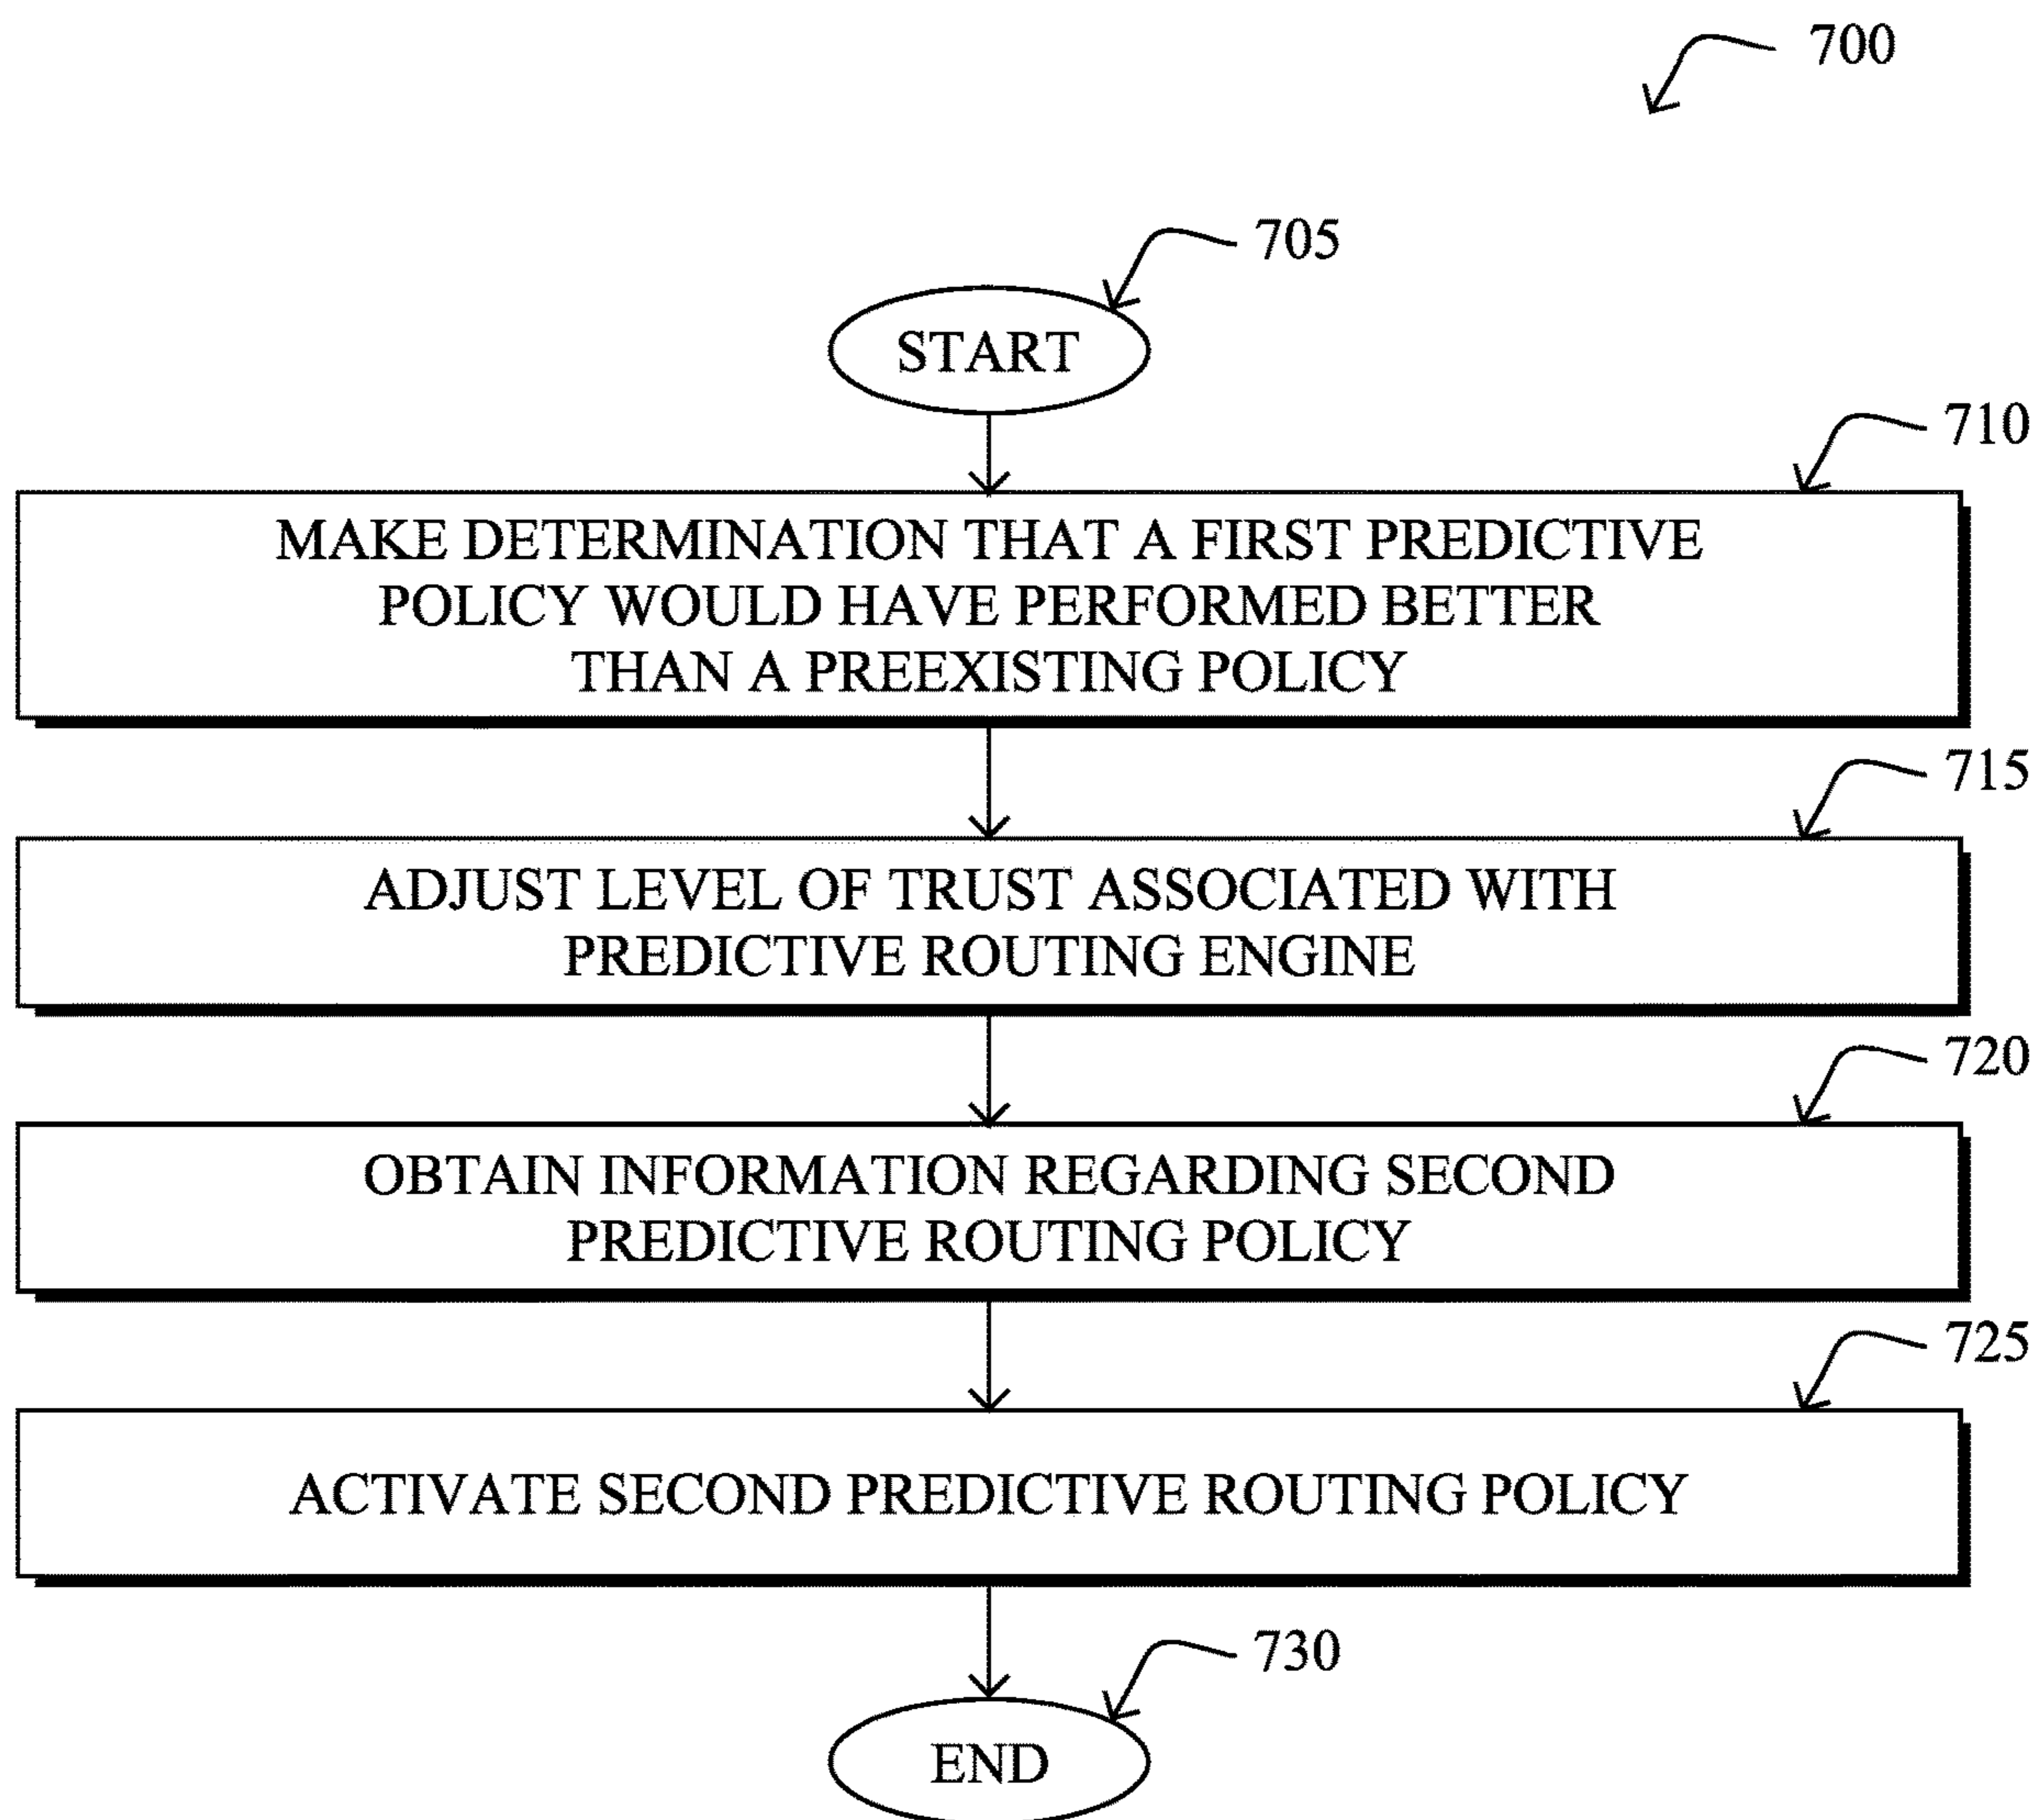 700
705
START
710
MAKE DETERMINATION THAT A FIRST PREDICTIVE
POLICY WOULD HAVE PERFORMED BETTER
THAN A PREEXISTING POLICY
715
ADJUST LEVEL OF TRUST ASSOCIATED WITH
PREDICTIVE ROUTING ENGINE
720
OBTAIN INFORMATION REGARDING SECOND
PREDICTIVE ROUTING POLICY
725
ACTIVATE SECOND PREDICTIVE ROUTING POLICY
730
END